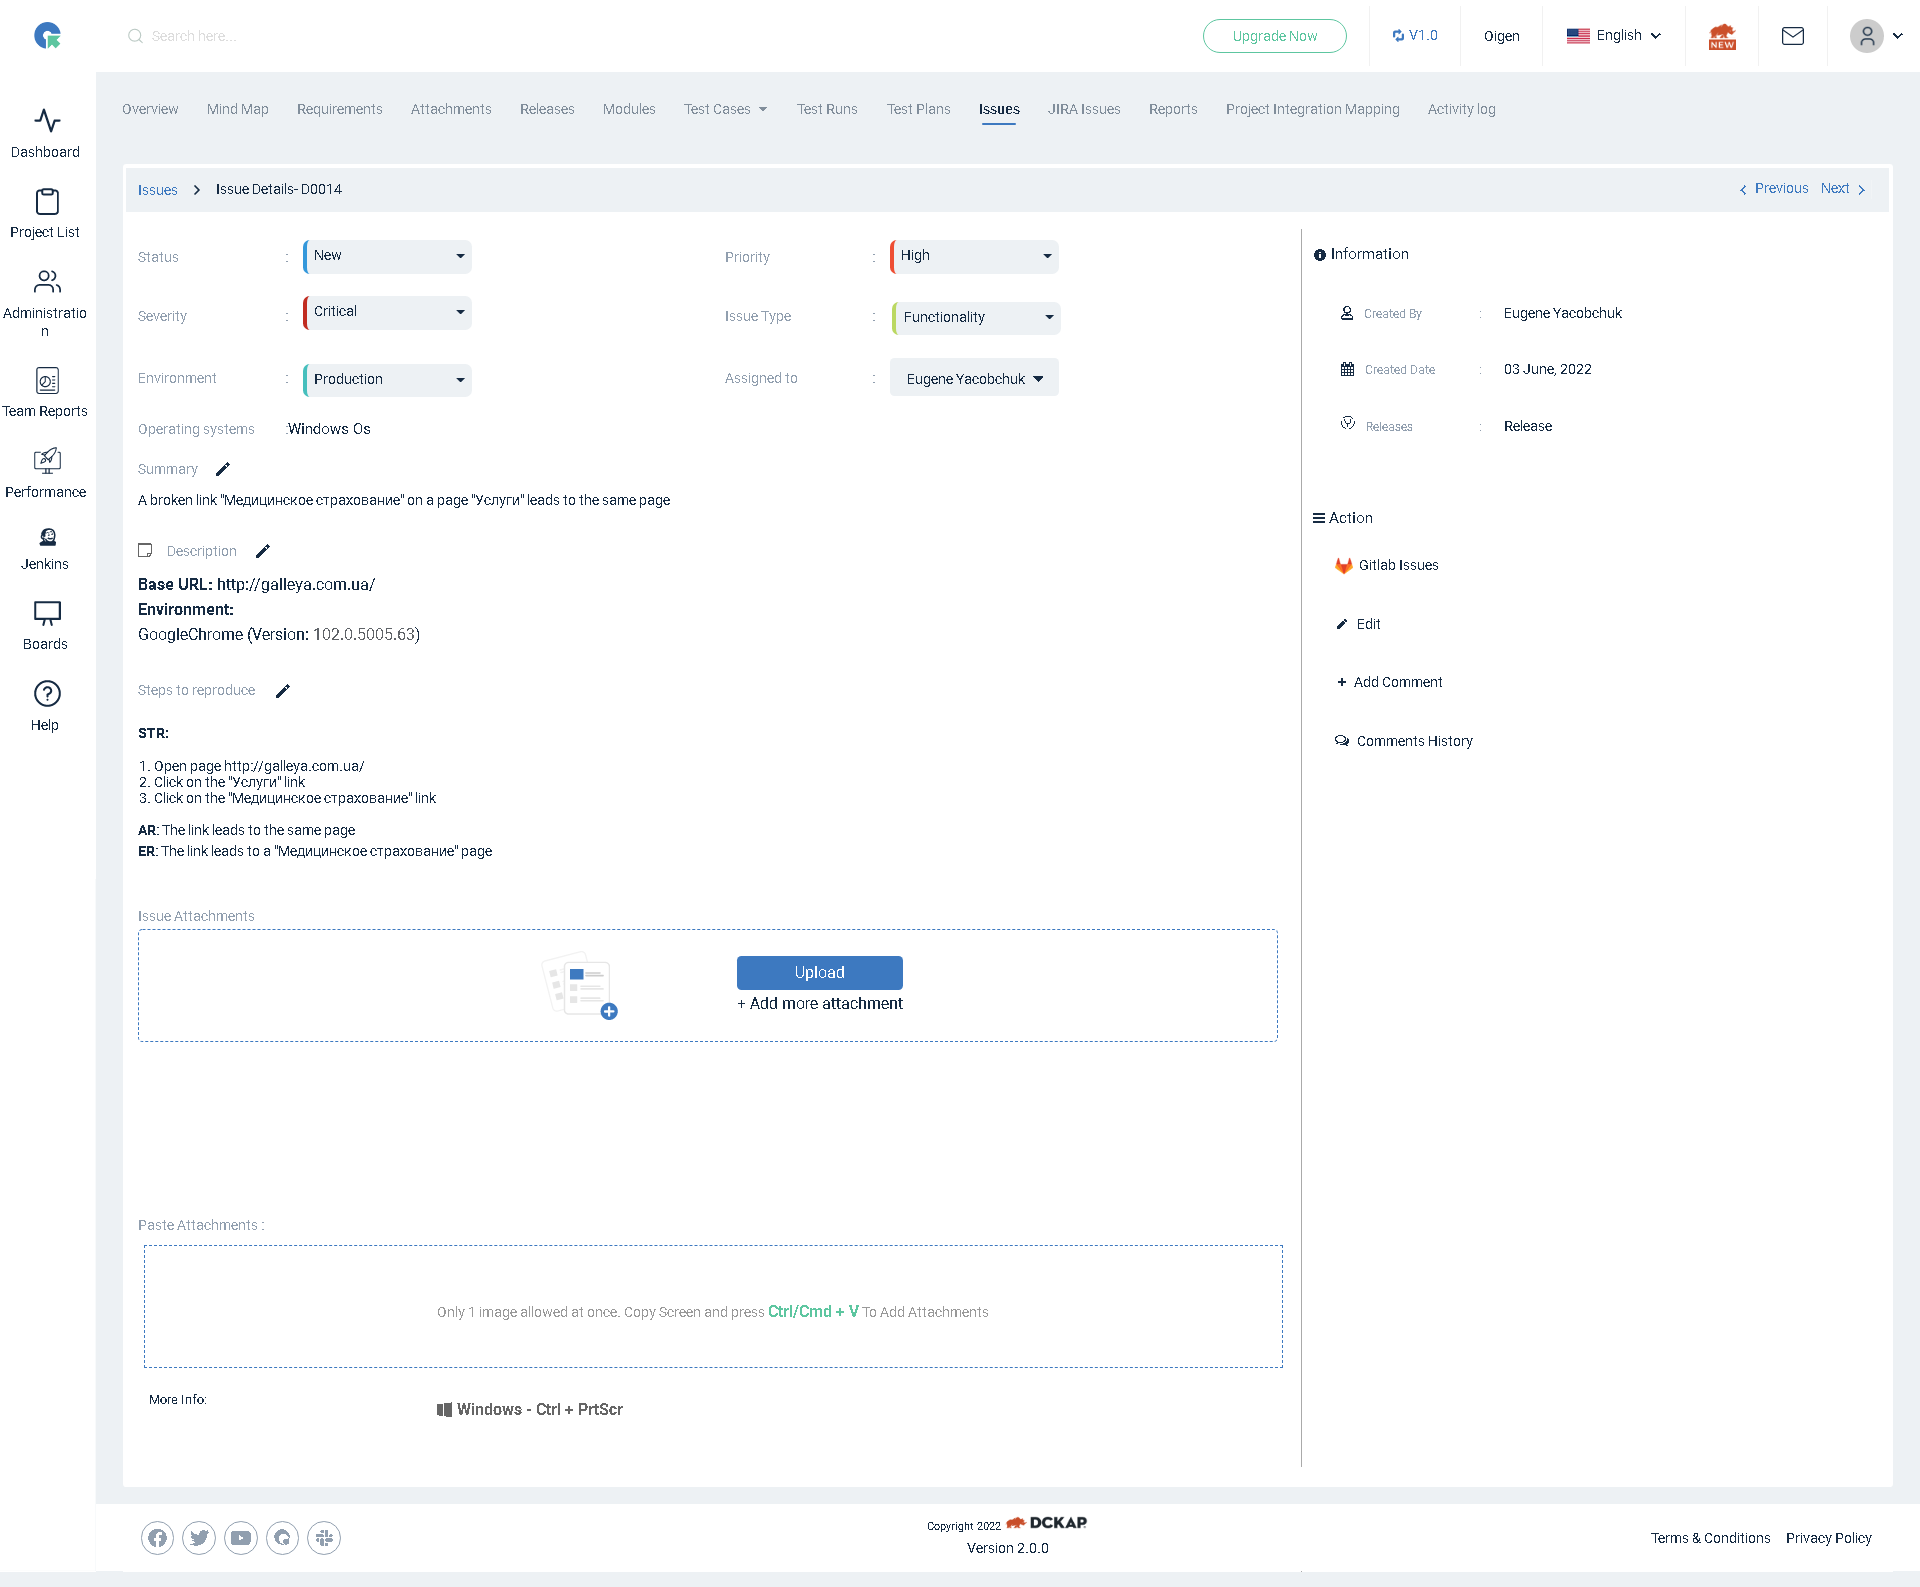 Search here...
Upgrade Now
V1.0
Oigen
English
NEW
Dashboard
Project List
Administratio
n
Team Reports
Performance
Jenkins
Boards
Help
Overview Mind Map Requirements Attachments Releases Modules Test Cases Test Runs Test Plans Issues JIRA Issues Reports Project Integration Mapping Activity log
Issues > Issue Details- D0014
Previous Next
Status : New
Priority : High
Severity : Critical
Issue Type : Functionality
Environment : Production
Assigned to : Eugene Yacobchuk
Operating systems :Windows Os
Summary
A broken link "Медицинское страхование" on a page "Услуги" leads to the same page
Description
Base URL: http://galleya.com.ua/
Environment:
GoogleChrome (Version: 102.0.5005.63)
Steps to reproduce
STR:
1. Open page http://galleya.com.ua/
2. Click on the "Услуги" link
3. Click on the "Медицинское страхование" link
AR: The link leads to the same page
ER: The link leads to a "Медицинское страхование" page
Issue Attachments
Upload
+ Add more attachment
Paste Attachments :
Only 1 image allowed at once. Copy Screen and press Ctrl/Cmd + V To Add Attachments
More Info:
Windows - Ctrl + PrtScr
Information
Created By : Eugene Yacobchuk
Created Date : 03 June, 2022
Releases : Release
Action
Gitlab Issues
Edit
+ Add Comment
Comments History
Copyright 2022 DCKAP
Version 2.0.0
Terms & Conditions Privacy Policy